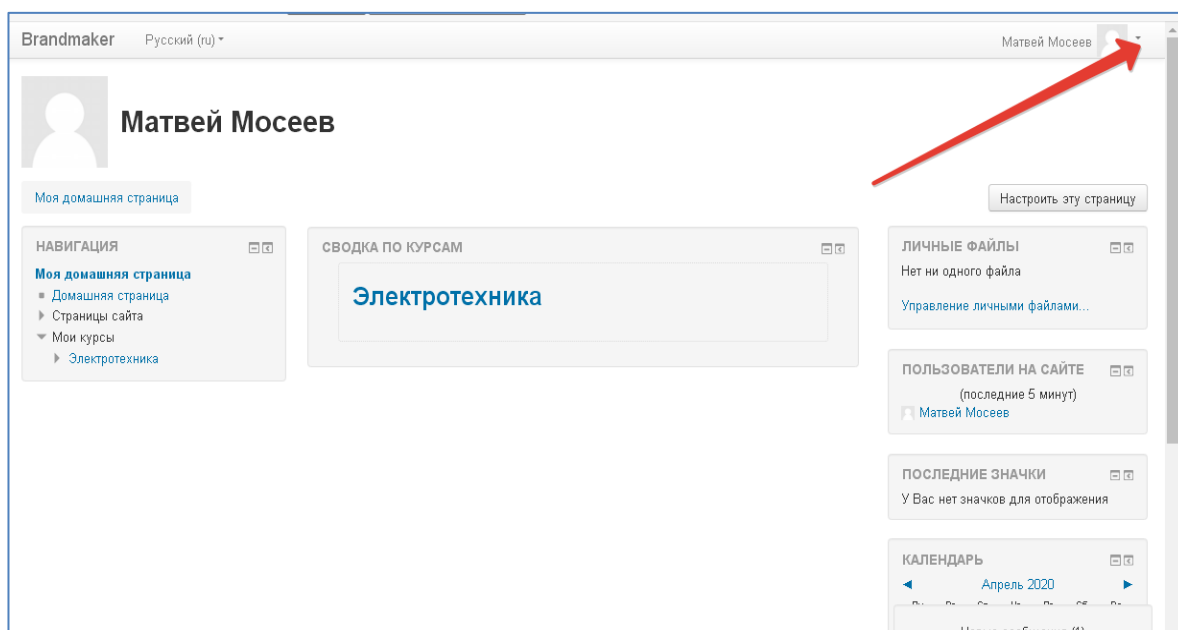 Brandmaker Русский (ru)
Матвей Мосеев
Матвей Мосеев
Моя домашняя страница
Настроить эту страницу
НАВИГАЦИЯ
Моя домашняя страница
Домашняя страница
Страницы сайта
Мои курсы
Электротехника
СВОДКА ПО КУРСАМ
Электротехника
ЛИЧНЫЕ ФАЙЛЫ
Нет ни одного файла
Управление личными файлами...
ПОЛЬЗОВАТЕЛИ НА САЙТЕ
(последние 5 минут)
Матвей Мосеев
ПОСЛЕДНИЕ ЗНАЧКИ
У Вас нет значков для отображения
КАЛЕНДАРЬ
Апрель 2020